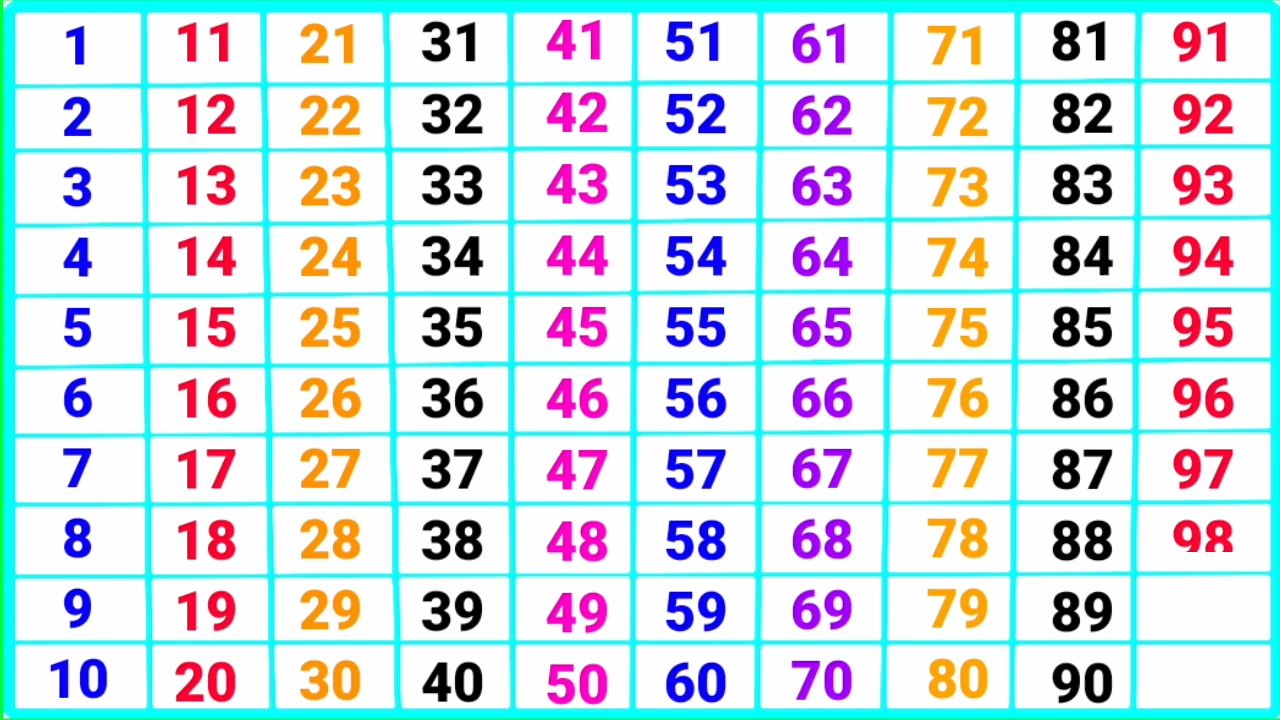 1 11 21 31 41 51 61 71 81 91
2 12 22 32 42 52 62 72 82 92
3 13 23 33 43 53 63 73 83 93
4 14 24 34 44 54 64 74 84 94
5 15 25 35 45 55 65 75 85 95
6 16 26 36 46 56 66 76 86 96
7 17 27 37 47 57 67 77 87 97
8 18 28 38 48 58 68 78 88 98
9 19 29 39 49 59 69 79 89
10 20 30 40 50 60 70 80 90